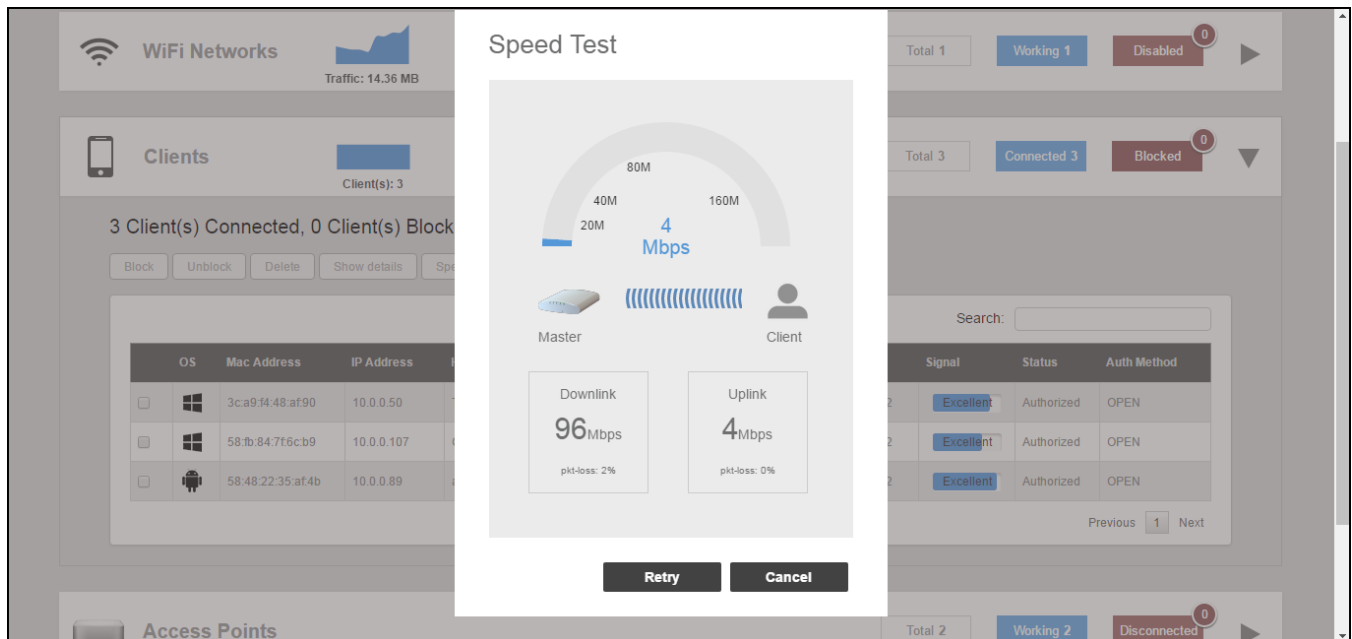 WiFi Networks
Traffic: 14.36 MB
Total 1
Working 1
Disabled
0
Clients
Client(s): 3
Total 3
Connected 3
Blocked
0
3 Client(s) Connected, 0 Client(s) Block
Block Unblock Delete Show details Spe
Speed Test
80M
40M 160M
20M
4
Mbps
Master Client
Downlink Uplink
96Mbps 4Mbps
pkt-loss: 2% pkt-loss: 0%
Retry Cancel
Search:
OS Mac Address IP Address Signal Status Auth Method
3c:a9:f4:48:af:90 10.0.0.50 2 Excellent Authorized OPEN
58:fb:84:7f:6c:b9 10.0.0.107 2 Excellent Authorized OPEN
58:48:22:35:af:4b 10.0.0.89 2 Excellent Authorized OPEN
Previous 1 Next
Access Points
Total 2
Working 2
Disconnected
0